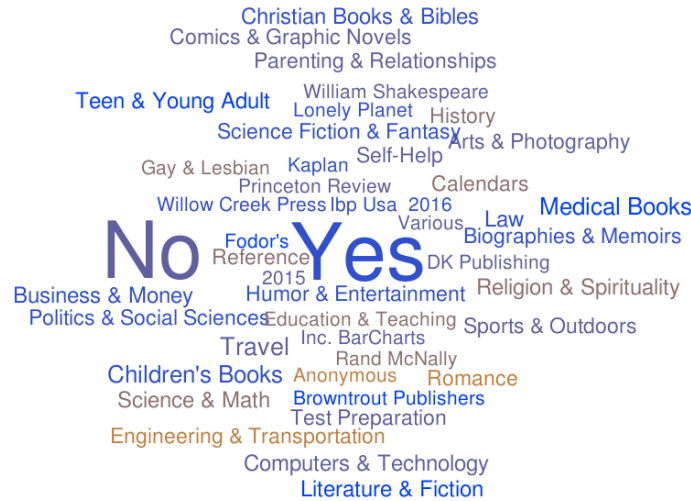 Christian Books & Bibles
Comics & Graphic Novels
Parenting & Relationships
William Shakespeare
Teen & Young Adult
Lonely Planet
History
Science Fiction & Fantasy
Arts & Photography
Self-Help
Gay & Lesbian
Kaplan
Princeton Review
Calendars
Willow Creek Press
Ibp Usa
2016
Medical Books
Various
Law
No
Yes
Fodor's
Biographies & Memoirs
Reference
DK Publishing
2015
Business & Money
Humor & Entertainment
Religion & Spirituality
Politics & Social Sciences
Education & Teaching
Sports & Outdoors
Travel
Inc. BarCharts
Rand McNally
Children's Books
Anonymous
Romance
Science & Math
Browntrout Publishers
Test Preparation
Engineering & Transportation
Computers & Technology
Literature & Fiction